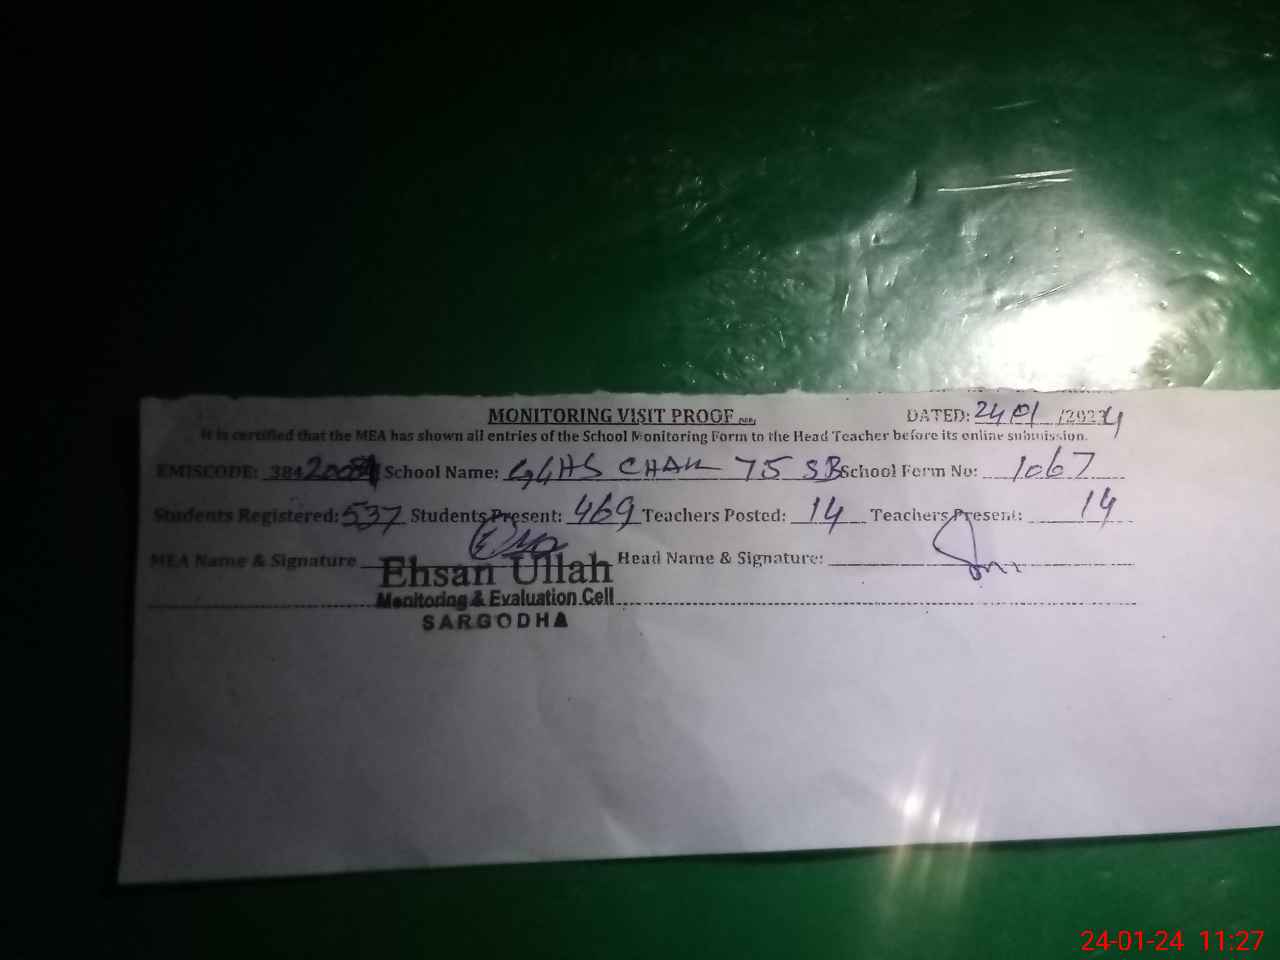 MONITORING VISIT PROOF DATED: 24/01/2024
It is certified that the MEA has shown all entries of the School Monitoring Form to the Head Teacher before its online submission.
EMISCODE: 384 School Name: GGHS CHAK 75 SB School Form No: 1067
Students Registered: 537 Students Present: 469 Teachers Posted: 14 Teachers Present: 14
MEA Name & Signature Head Name & Signature:
Ehsan Ullah
Monitoring & Evaluation Cell
SARGODHA
24-01-24 11:27